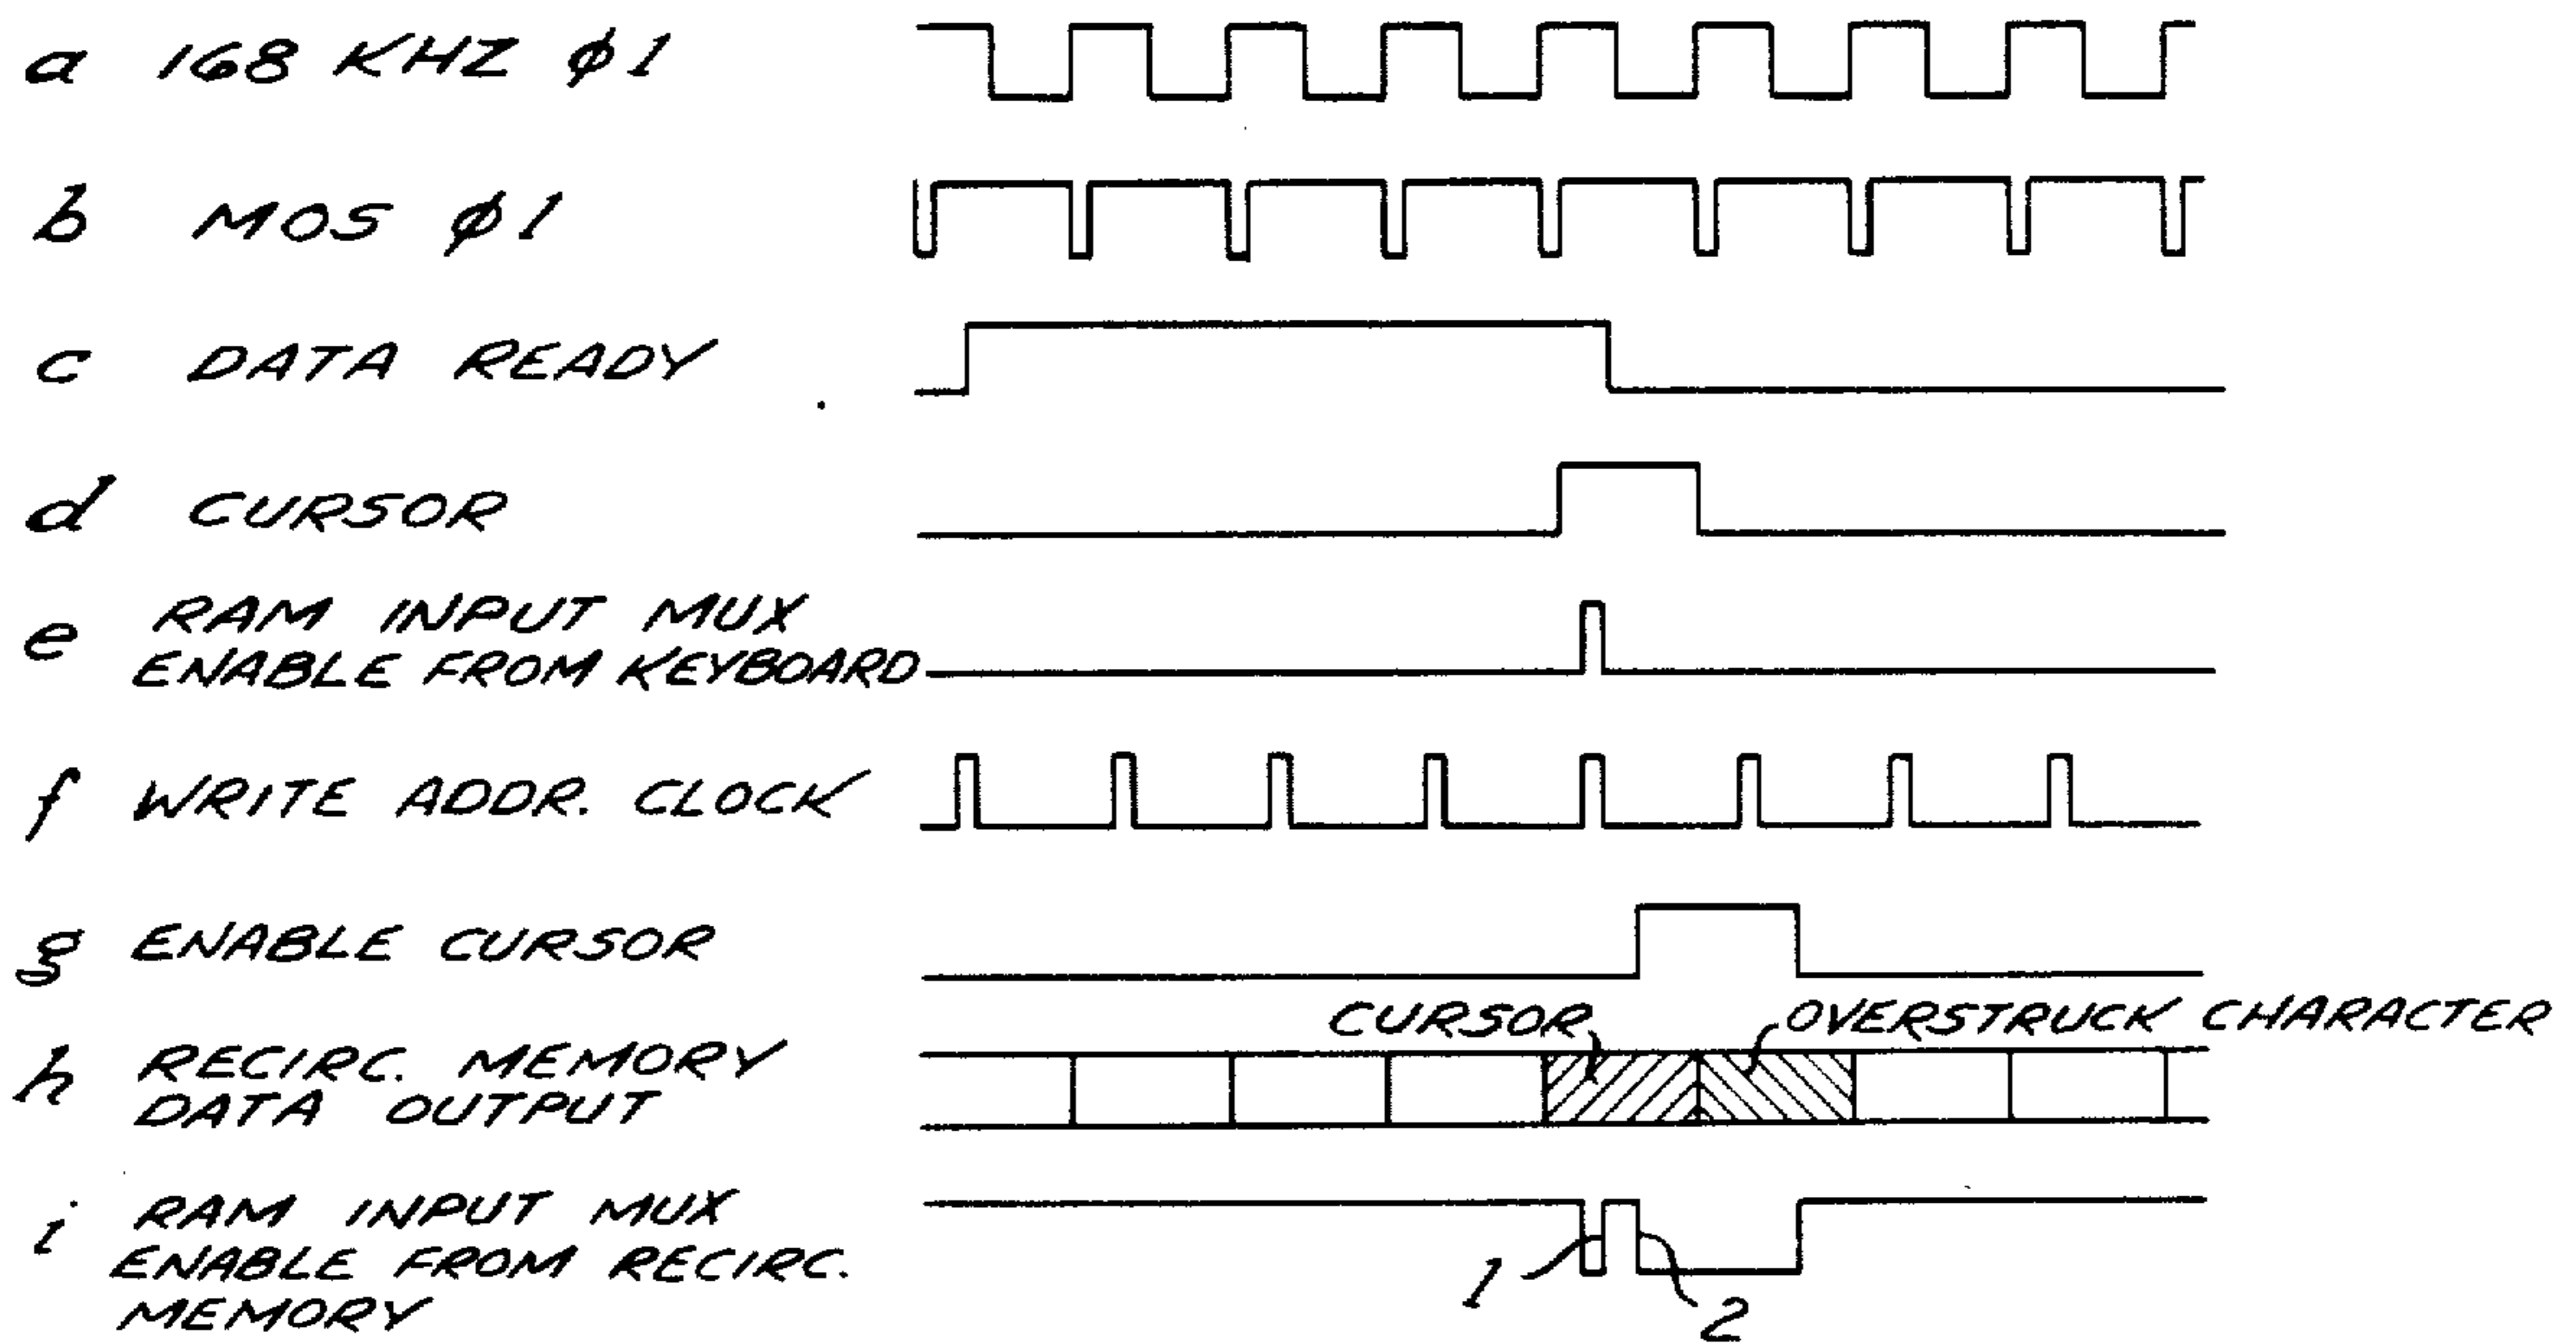 a 168 KHZ φ1
b MOS φ1
c DATA READY
d CURSOR
e RAM INPUT MUX
ENABLE FROM KEYBOARD
f WRITE ADDR. CLOCK
g ENABLE CURSOR
CURSOR OVERSTRUCK CHARACTER
h RECIRC. MEMORY
DATA OUTPUT
i RAM INPUT MUX
ENABLE FROM RECIRC.
MEMORY
1 2